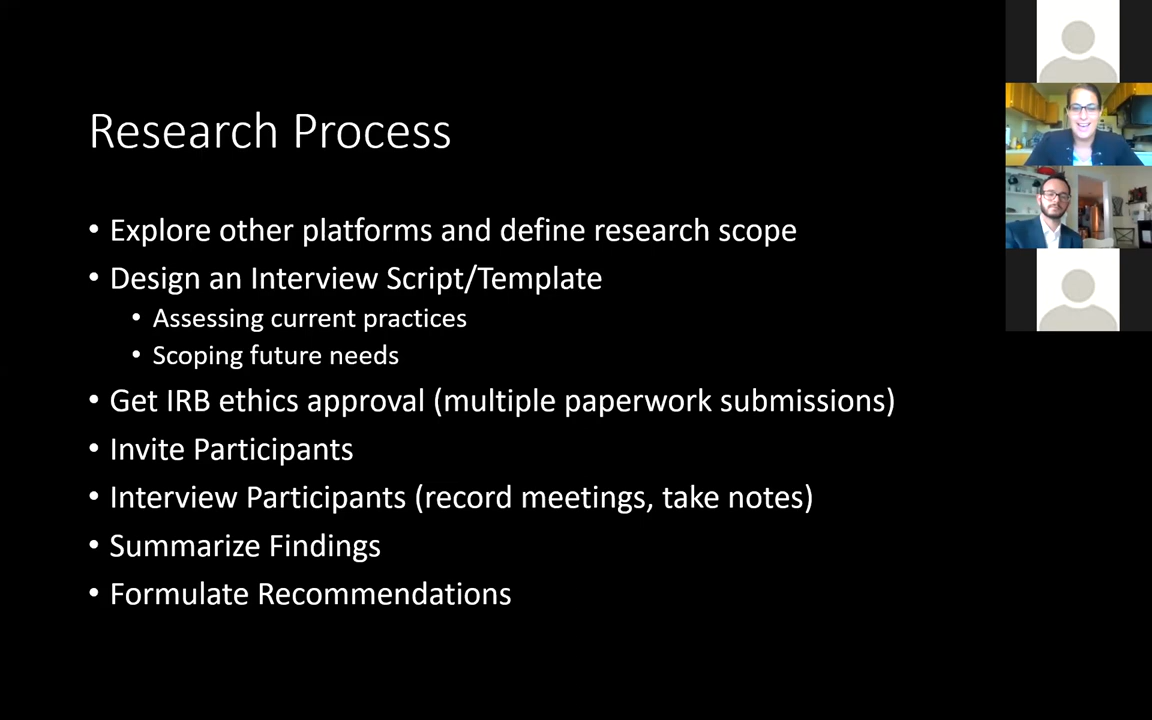 Research Process
• Explore other platforms and define research scope
• Design an Interview Script/Template
• Assessing current practices
• Scoping future needs
• Get IRB ethics approval (multiple paperwork submissions)
• Invite Participants
• Interview Participants (record meetings, take notes)
• Summarize Findings
• Formulate Recommendations